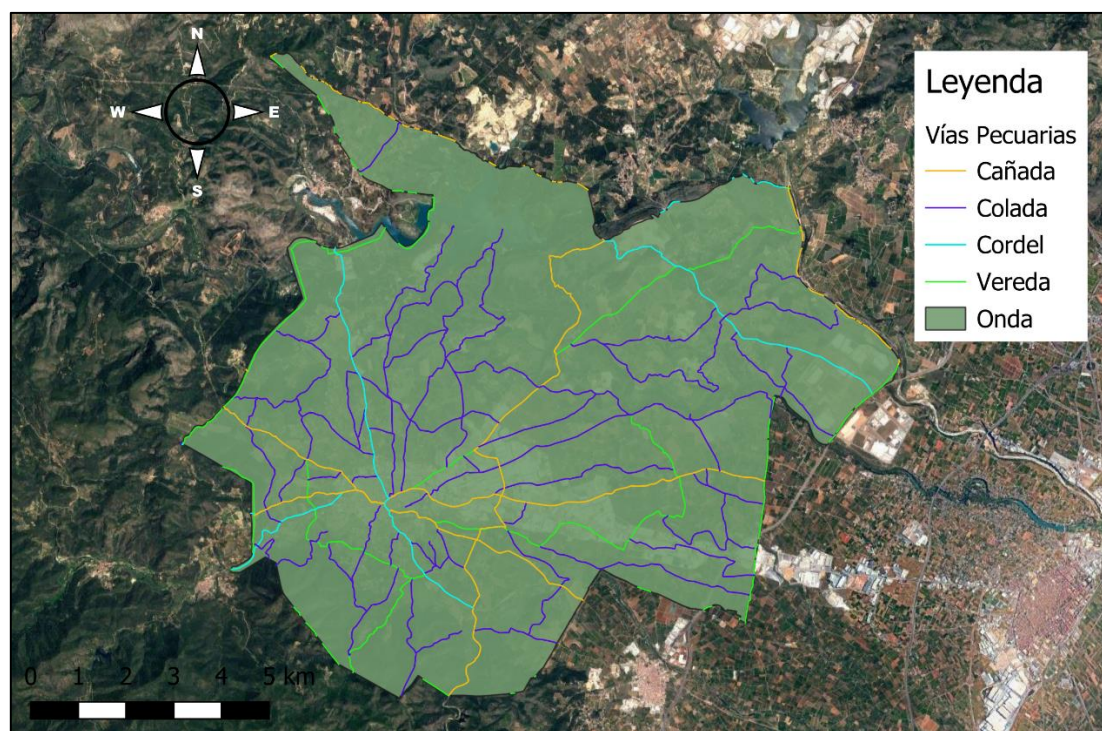 N
W E
S
Leyenda
Vías Pecuarias
Cañada
Colada
Cordel
Vereda
Onda
0 1 2 3 4 5 km